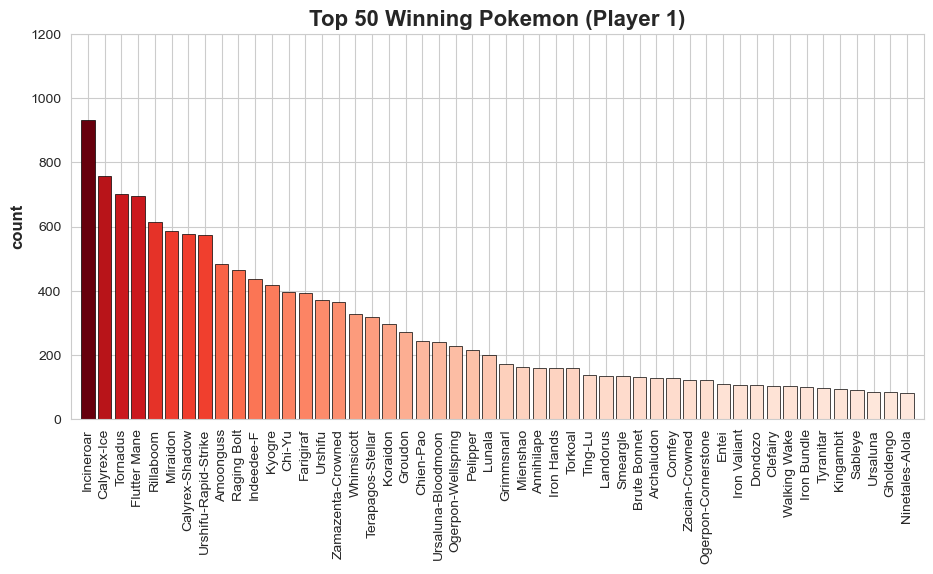 Top 50 Winning Pokemon (Player 1)
1200
1000
800
600
400
200
0
count
Incineroar
Calyrex-Ice
Tornadus
Flutter Mane
Rillaboom
Miraidon
Calyrex-Shadow
Urshifu-Rapid-Strike
Amoonguss
Raging Bolt
Indeedee-F
Kyogre
Chi-Yu
Farigiraf
Urshifu
Zamazenta-Crowned
Whimsicott
Terapagos-Stellar
Koraidon
Groudon
Chien-Pao
Ursaluna-Bloodmoon
Ogerpon-Wellspring
Pelipper
Lunala
Grimmsnarl
Mienshao
Annihilape
Iron Hands
Torkoal
Ting-Lu
Landorus
Smeargle
Brute Bonnet
Archaludon
Comfey
Zacian-Crowned
Ogerpon-Cornerstone
Entei
Iron Valiant
Dondozo
Clefairy
Walking Wake
Iron Bundle
Tyranitar
Kingambit
Sableye
Ursaluna
Gholdengo
Ninetales-Alola